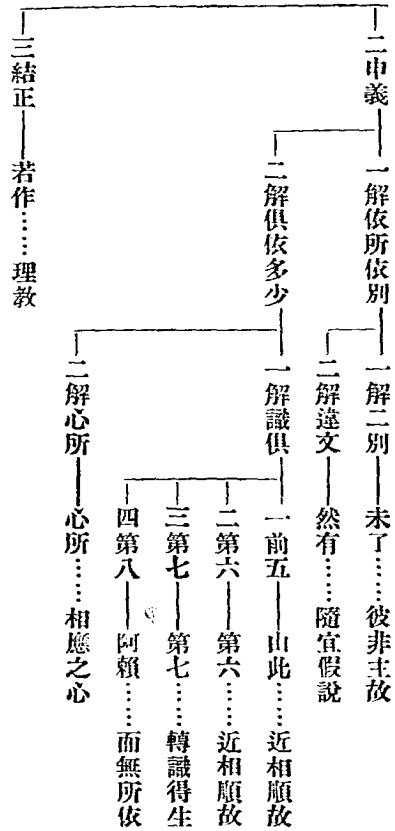 二申義
一解依所依別
一解二別
未了……彼非主故
二解違文
然有……隨宜假說
二解俱依多少
一解識俱
一前五
由此……近相順故
二第六
第六……近相順故
三第七
第七……轉識得生
四第八
阿賴……而無所依
二解心所
心所……相應之心
三結正
若作……理教